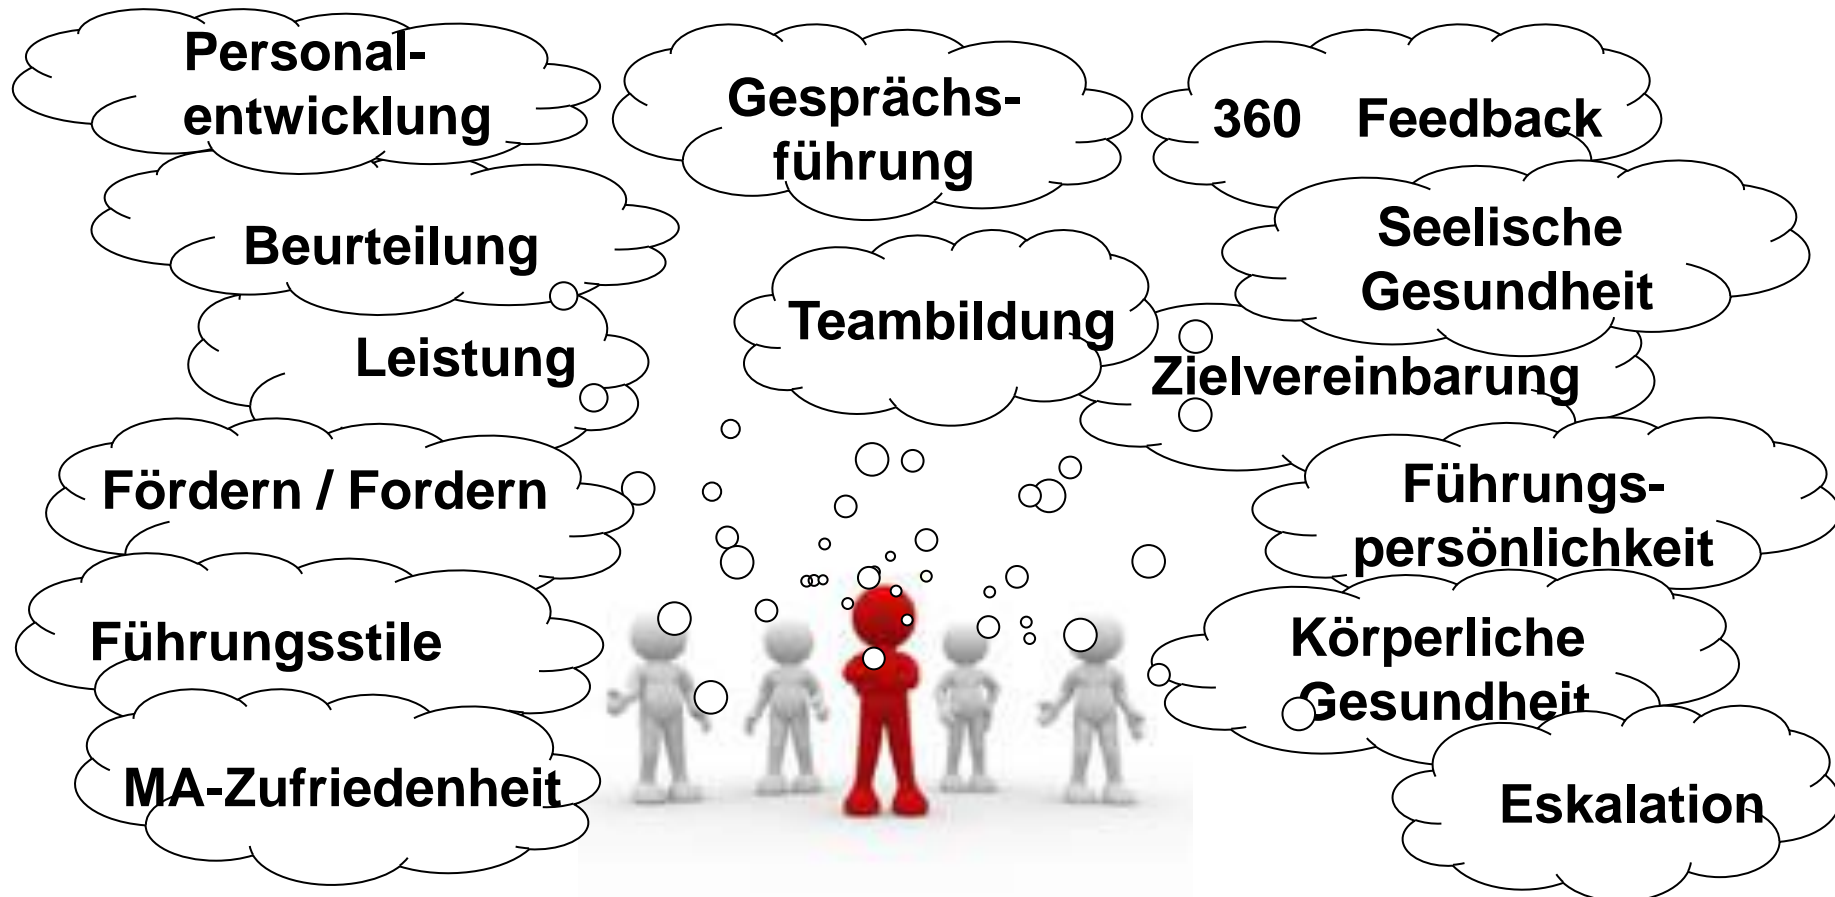 Personal-
entwicklung
Gesprächs-
führung
360 Feedback
Beurteilung
Seelische
Gesundheit
Leistung
Teambildung
Zielvereinbarung
Fördern / Fordern
Führungs-
persönlichkeit
Führungsstile
Körperliche
Gesundheit
MA-Zufriedenheit
Eskalation